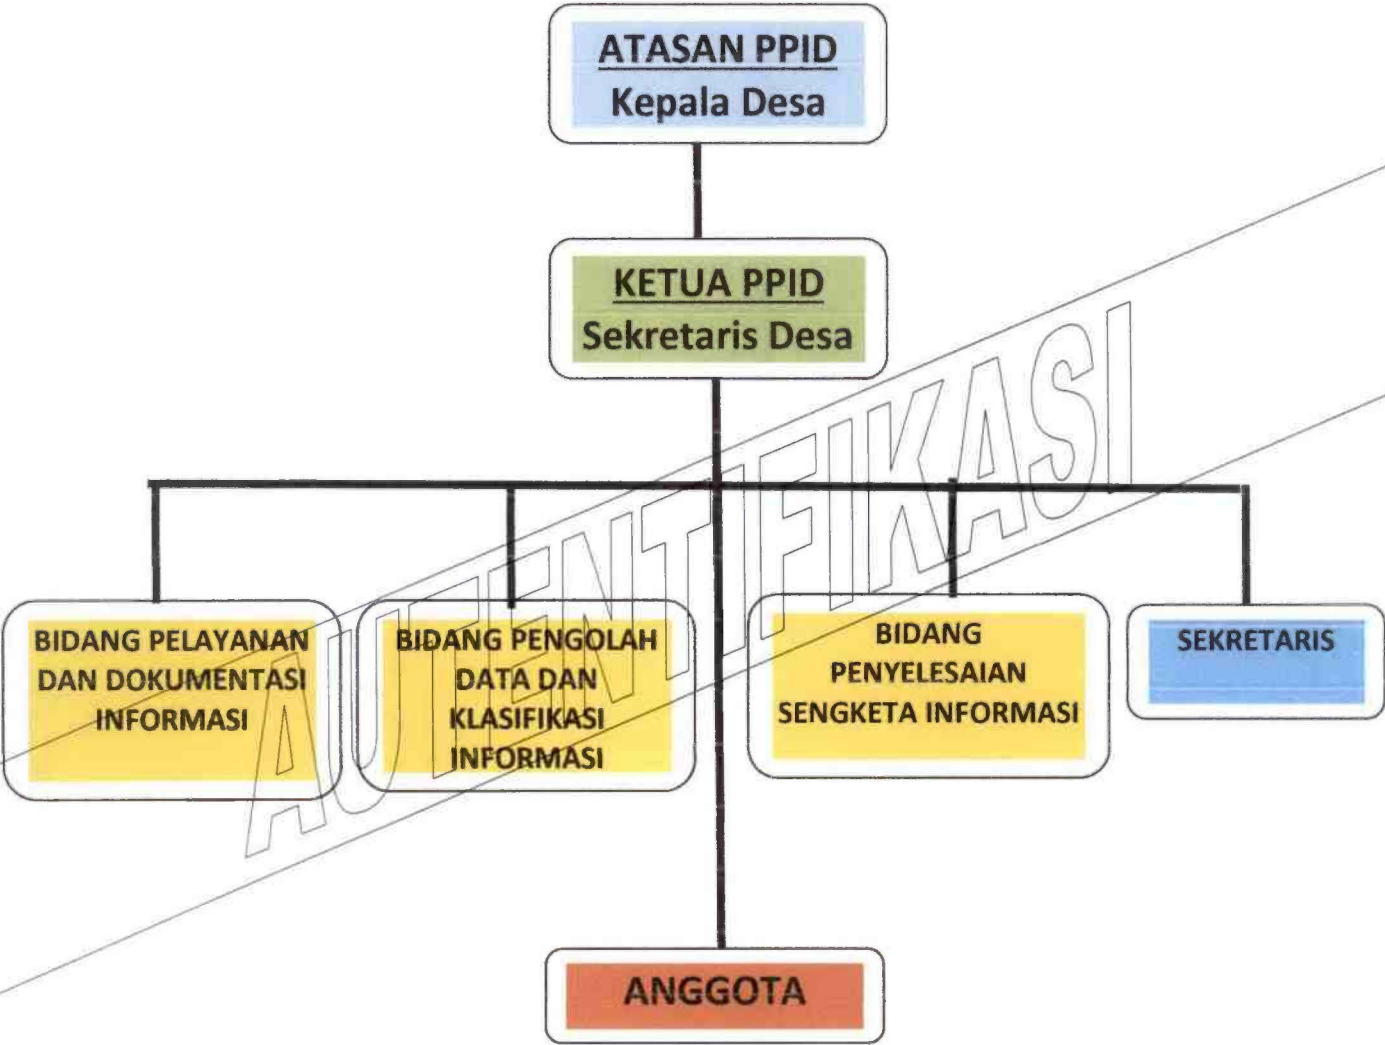 ATASAN PPID
Kepala Desa
KETUA PPID
Sekretaris Desa
BIDANG PELAYANAN
DAN DOKUMENTASI
INFORMASI
BIDANG PENGOLAH
DATA DAN
KLASIFIKASI
INFORMASI
BIDANG
PENYELESAIAN
SENGKETA INFORMASI
SEKRETARIS
ANGGOTA
AUTENTIFIKASI